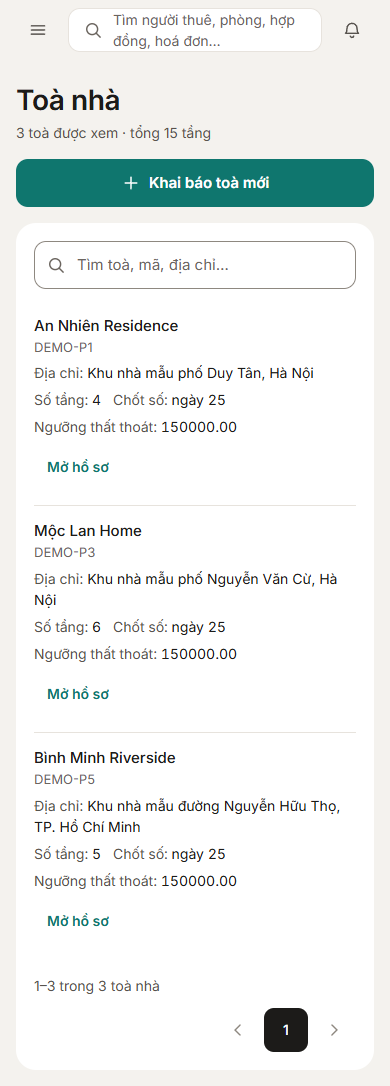 Tìm người thuê, phòng, hợp
đồng, hoá đơn...
Toà nhà
3 toà được xem · tổng 15 tầng
Khai báo toà mới
Tìm toà, mã, địa chỉ...
An Nhiên Residence
DEMO-P1
Địa chỉ: Khu nhà mẫu phố Duy Tân, Hà Nội
Số tầng: 4 Chốt số: ngày 25
Ngưỡng thất thoát: 150000.00
Mở hồ sơ
Mộc Lan Home
DEMO-P3
Địa chỉ: Khu nhà mẫu phố Nguyễn Văn Cừ, Hà
Nội
Số tầng: 6 Chốt số: ngày 25
Ngưỡng thất thoát: 150000.00
Mở hồ sơ
Bình Minh Riverside
DEMO-P5
Địa chỉ: Khu nhà mẫu đường Nguyễn Hữu Thọ,
TP. Hồ Chí Minh
Số tầng: 5 Chốt số: ngày 25
Ngưỡng thất thoát: 150000.00
Mở hồ sơ
1–3 trong 3 toà nhà
1